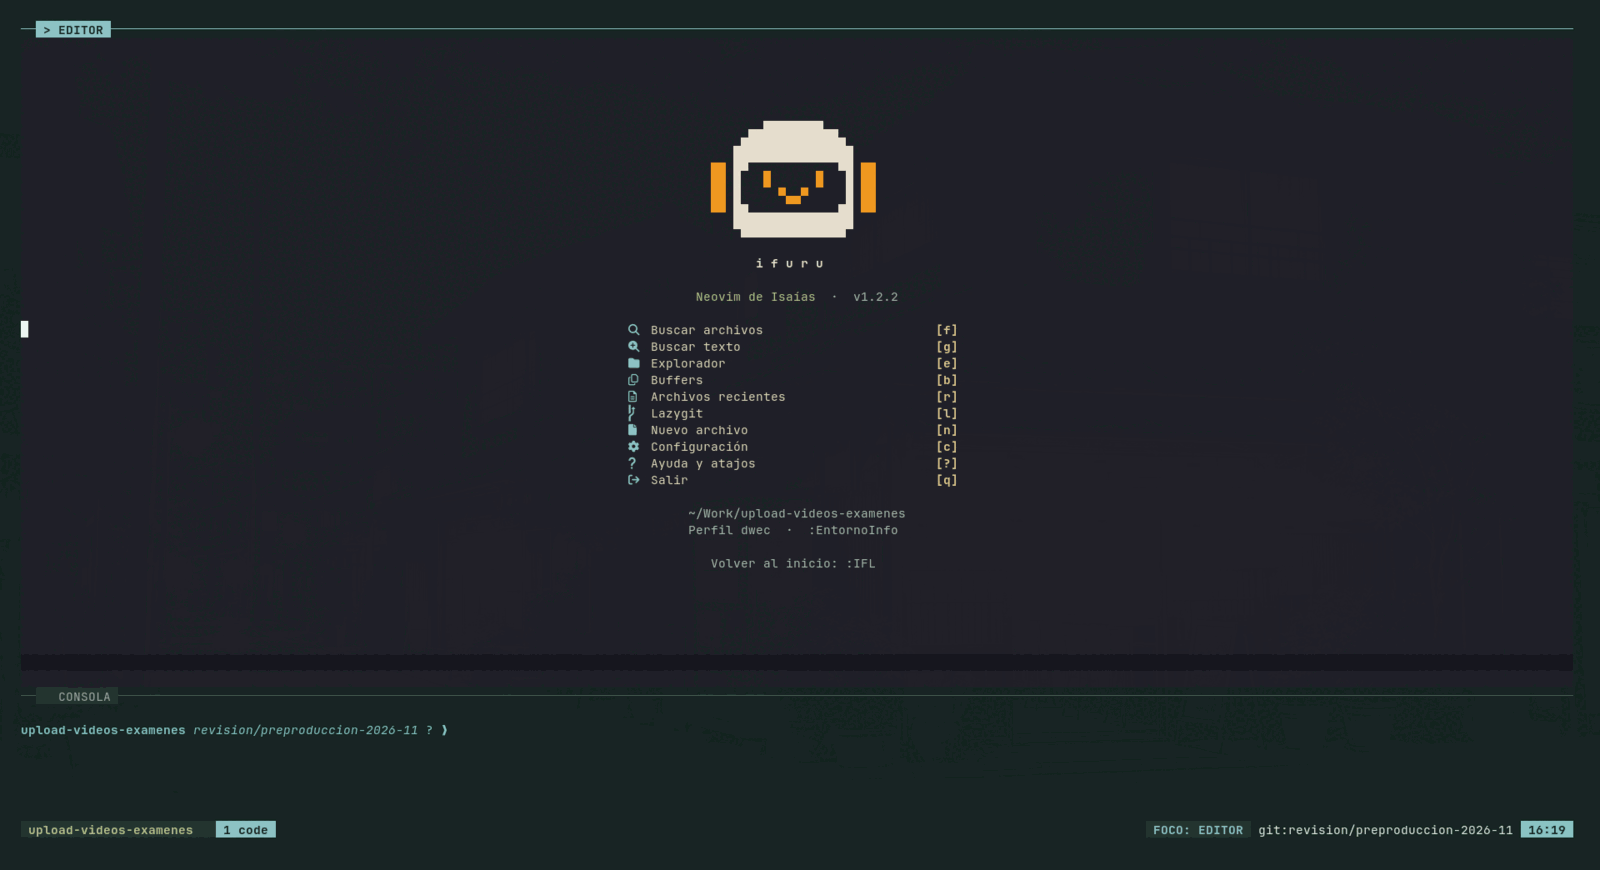 > EDITOR
ifuru
Neovim de Isaias · v1.2.2
Buscar archivos [f]
Buscar texto [g]
Explorador [e]
Buffers [b]
Archivos recientes [r]
Lazygit [l]
Nuevo archivo [n]
Configuración [c]
Ayuda y atajos [?]
Salir [q]
~/Work/upload-videos-examenes
Perfil dwec · :EntornoInfo
Volver al inicio: :IFL
CONSOLA
upload-videos-examenes revision/preproduccion-2026-11 ? ❫
upload-videos-examenes 1 code FOCO: EDITOR git:revision/preproduccion-2026-11 16:19